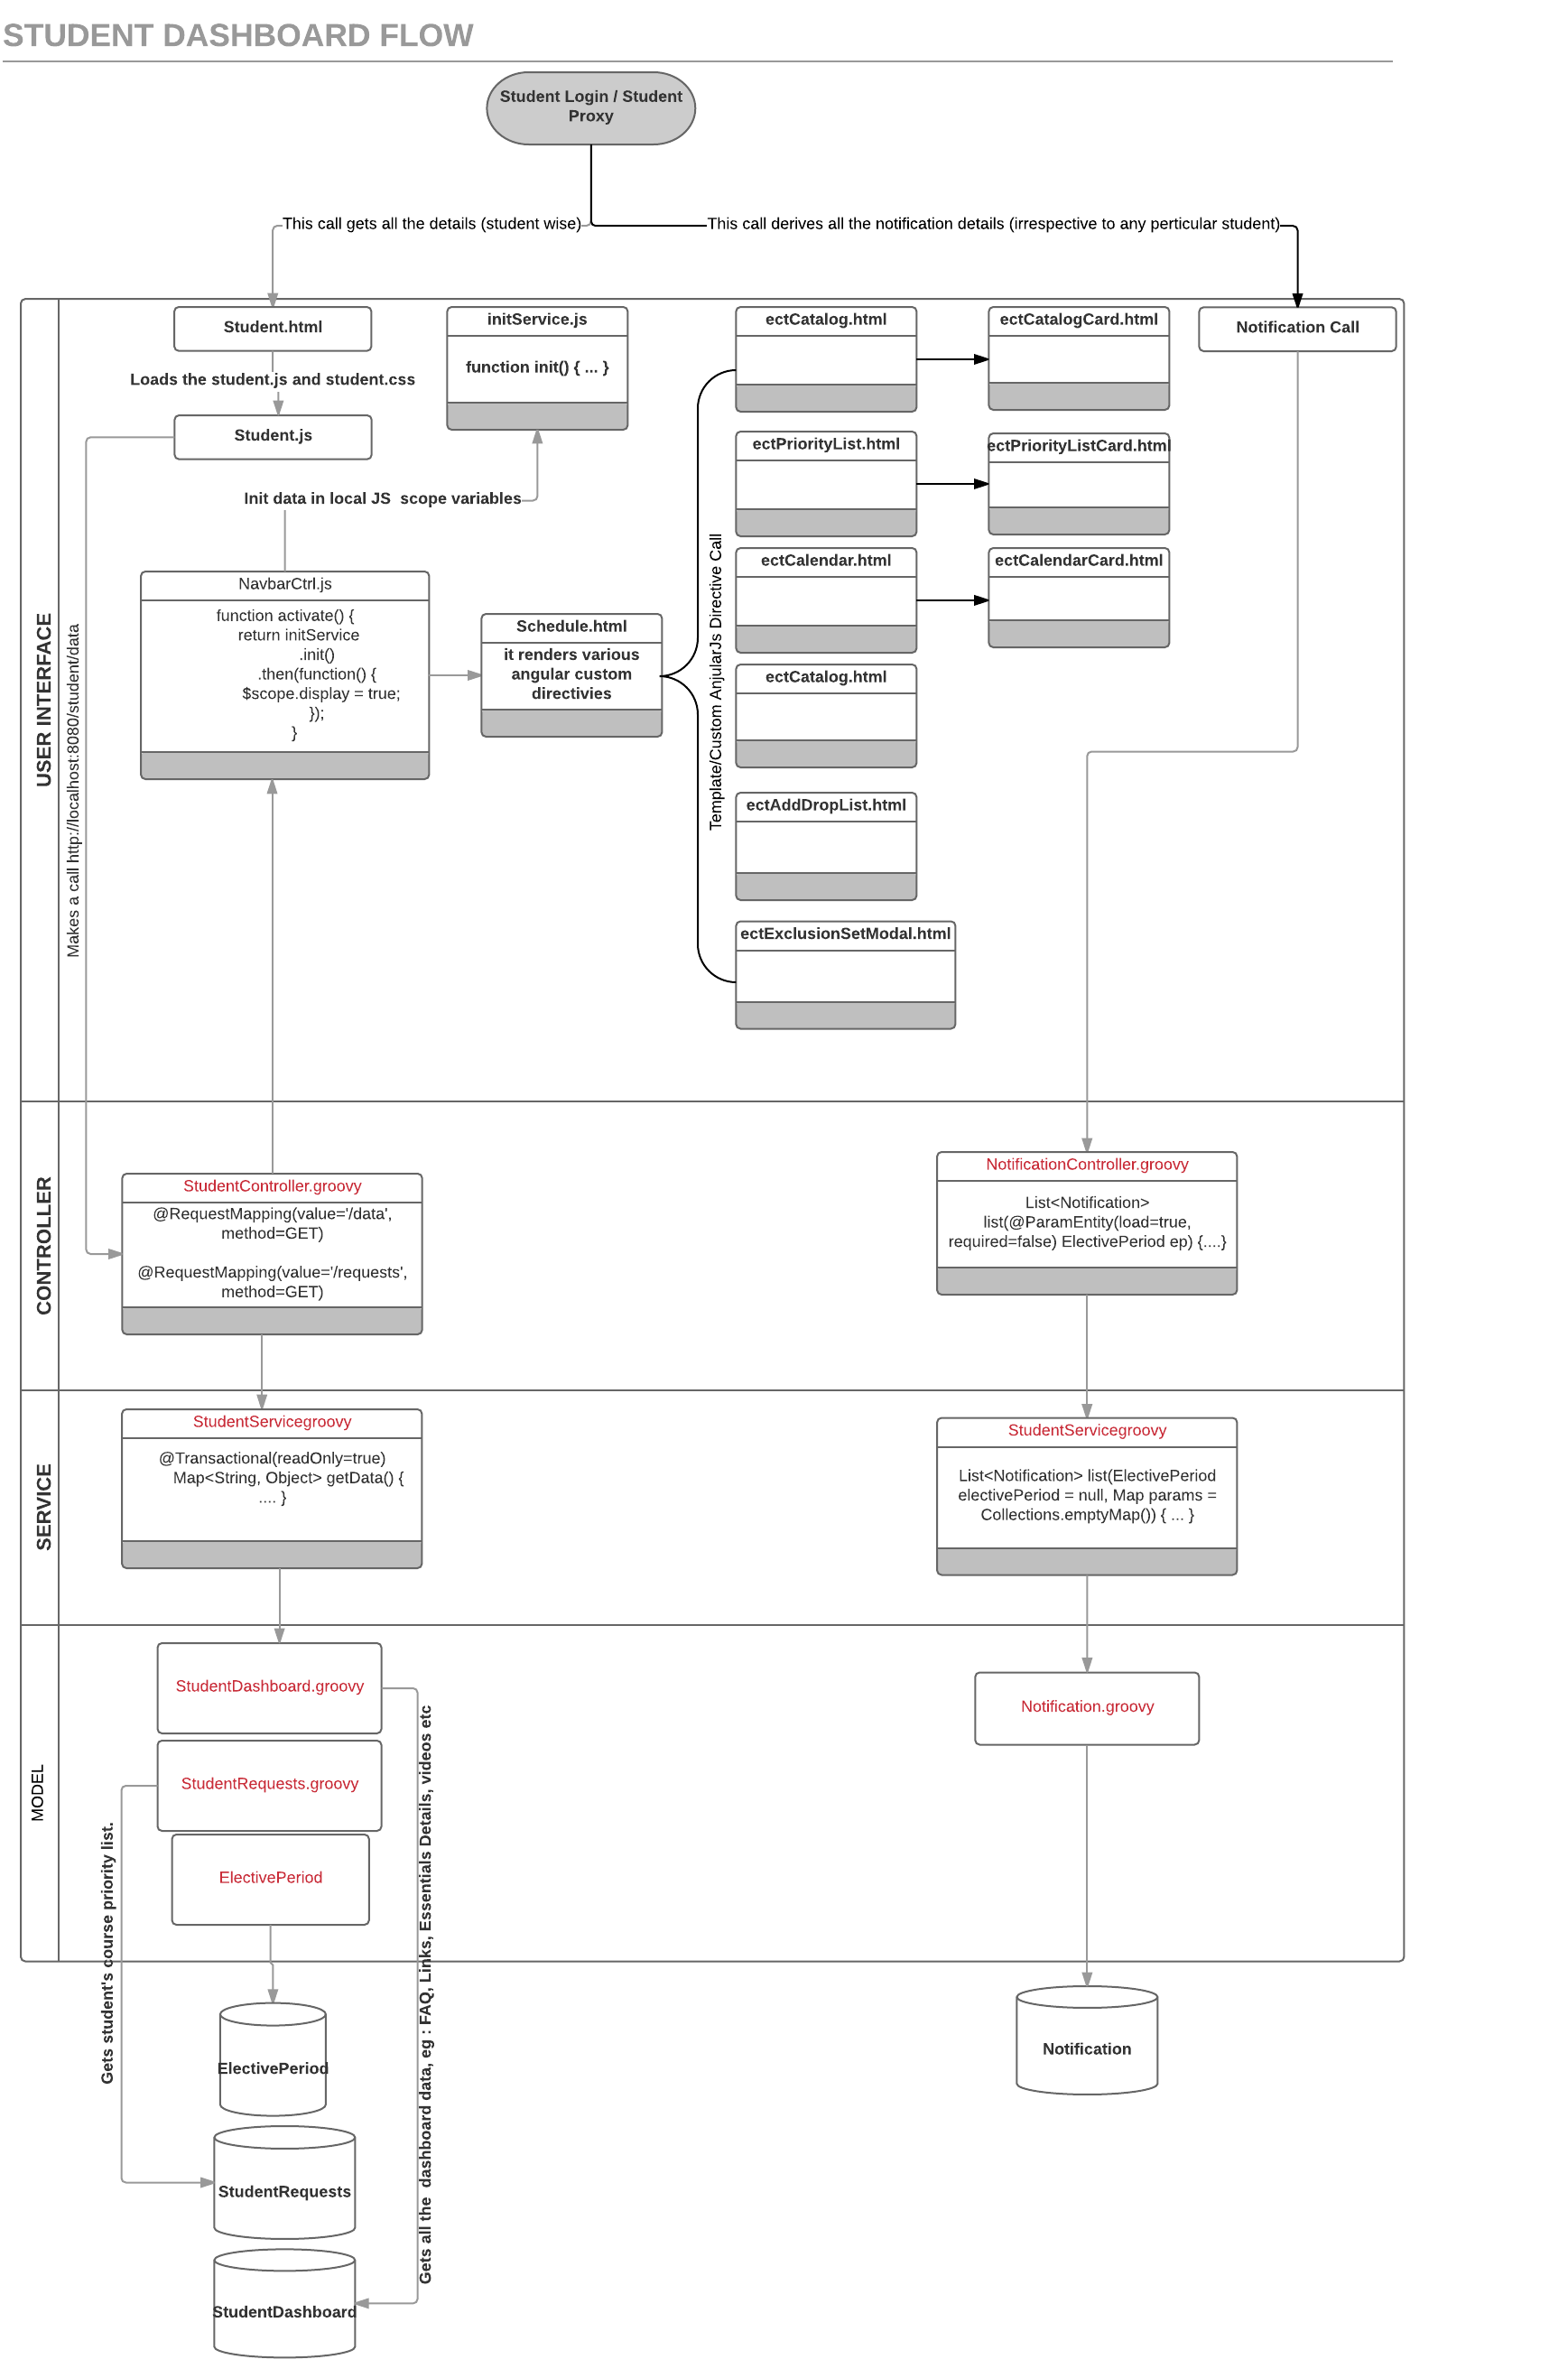 STUDENT DASHBOARD FLOW
Student Login / Student
Proxy
This call gets all the details (student wise)
This call derives all the notification details (irrespective to any perticular student)
USER INTERFACE
Student.html
Loads the student.js and student.css
Student.js
Makes a call http://localhost:8080/student/data
initService.js
function init() { ... }
Init data in local JS  scope variables
NavbarCtrl.js
function activate() {
return initService
.init()
.then(function() {
$scope.display = true;
});
}
Schedule.html
it renders various
angular custom
directivies
Template/Custom AnjularJs Directive Call
ectCatalog.html
ectCatalogCard.html
ectPriorityList.html
ectPriorityListCard.html
ectCalendar.html
ectCalendarCard.html
ectCatalog.html
ectAddDropList.html
ectExclusionSetModal.html
Notification Call
CONTROLLER
StudentController.groovy
@RequestMapping(value='/data',
method=GET)
@RequestMapping(value='/requests',
method=GET)
NotificationController.groovy
List<Notification>
list(@ParamEntity(load=true,
required=false) ElectivePeriod ep) {....}
SERVICE
StudentServicegroovy
@Transactional(readOnly=true)
Map<String, Object> getData() {
.... }
StudentServicegroovy
List<Notification> list(ElectivePeriod
electivePeriod = null, Map params =
Collections.emptyMap()) { ... }
MODEL
StudentDashboard.groovy
StudentRequests.groovy
ElectivePeriod
Notification.groovy
Gets student's course priority list.
Gets all the  dashboard data, eg : FAQ, Links, Essentials Details, videos etc
ElectivePeriod
StudentRequests
StudentDashboard
Notification